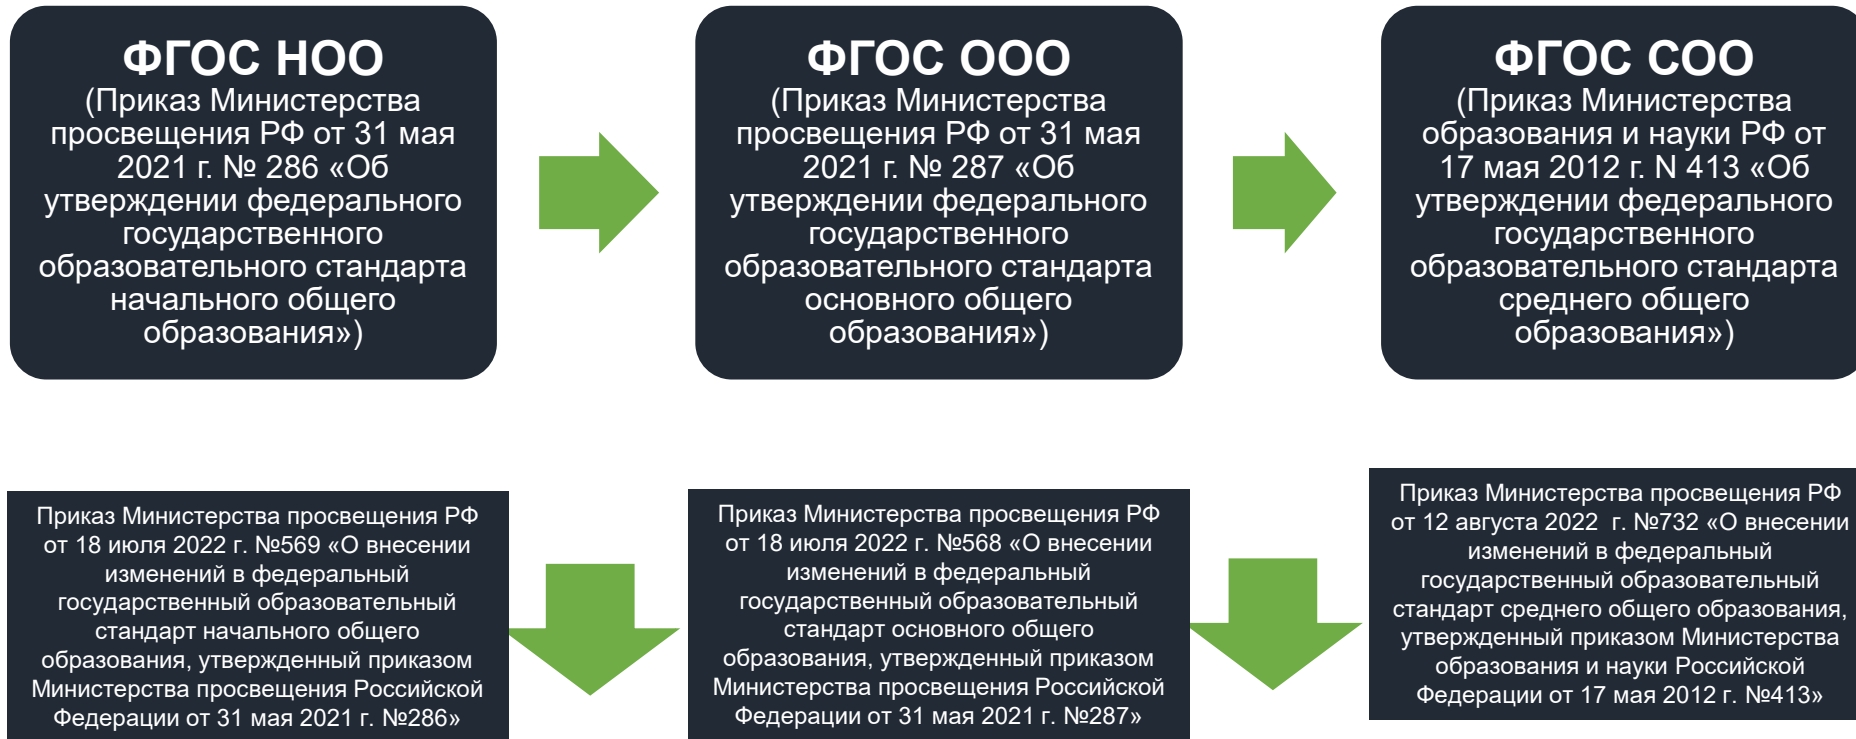 ФГОС НОО
(Приказ Министерства
просвещения РФ от 31 мая
2021 г. № 286 «Об
утверждении федерального
государственного
образовательного стандарта
начального общего
образования»)
ФГОС ООО
(Приказ Министерства
просвещения РФ от 31 мая
2021 г. № 287 «Об
утверждении федерального
государственного
образовательного стандарта
основного общего
образования»)
ФГОС СОО
(Приказ Министерства
образования и науки РФ от
17 мая 2012 г. N 413 «Об
утверждении федерального
государственного
образовательного стандарта
среднего общего
образования»)
Приказ Министерства просвещения РФ
от 18 июля 2022 г. №569 «О внесении
изменений в федеральный
государственный образовательный
стандарт начального общего
образования, утвержденный приказом
Министерства просвещения Российской
Федерации от 31 мая 2021 г. №286»
Приказ Министерства просвещения РФ
от 18 июля 2022 г. №568 «О внесении
изменений в федеральный
государственный образовательный
стандарт основного общего
образования, утвержденный приказом
Министерства просвещения Российской
Федерации от 31 мая 2021 г. №287»
Приказ Министерства просвещения РФ
от 12 августа 2022 г. №732 «О внесении
изменений в федеральный
государственный образовательный
стандарт среднего общего образования,
утвержденный приказом Министерства
образования и науки Российской
Федерации от 17 мая 2012 г. №413»